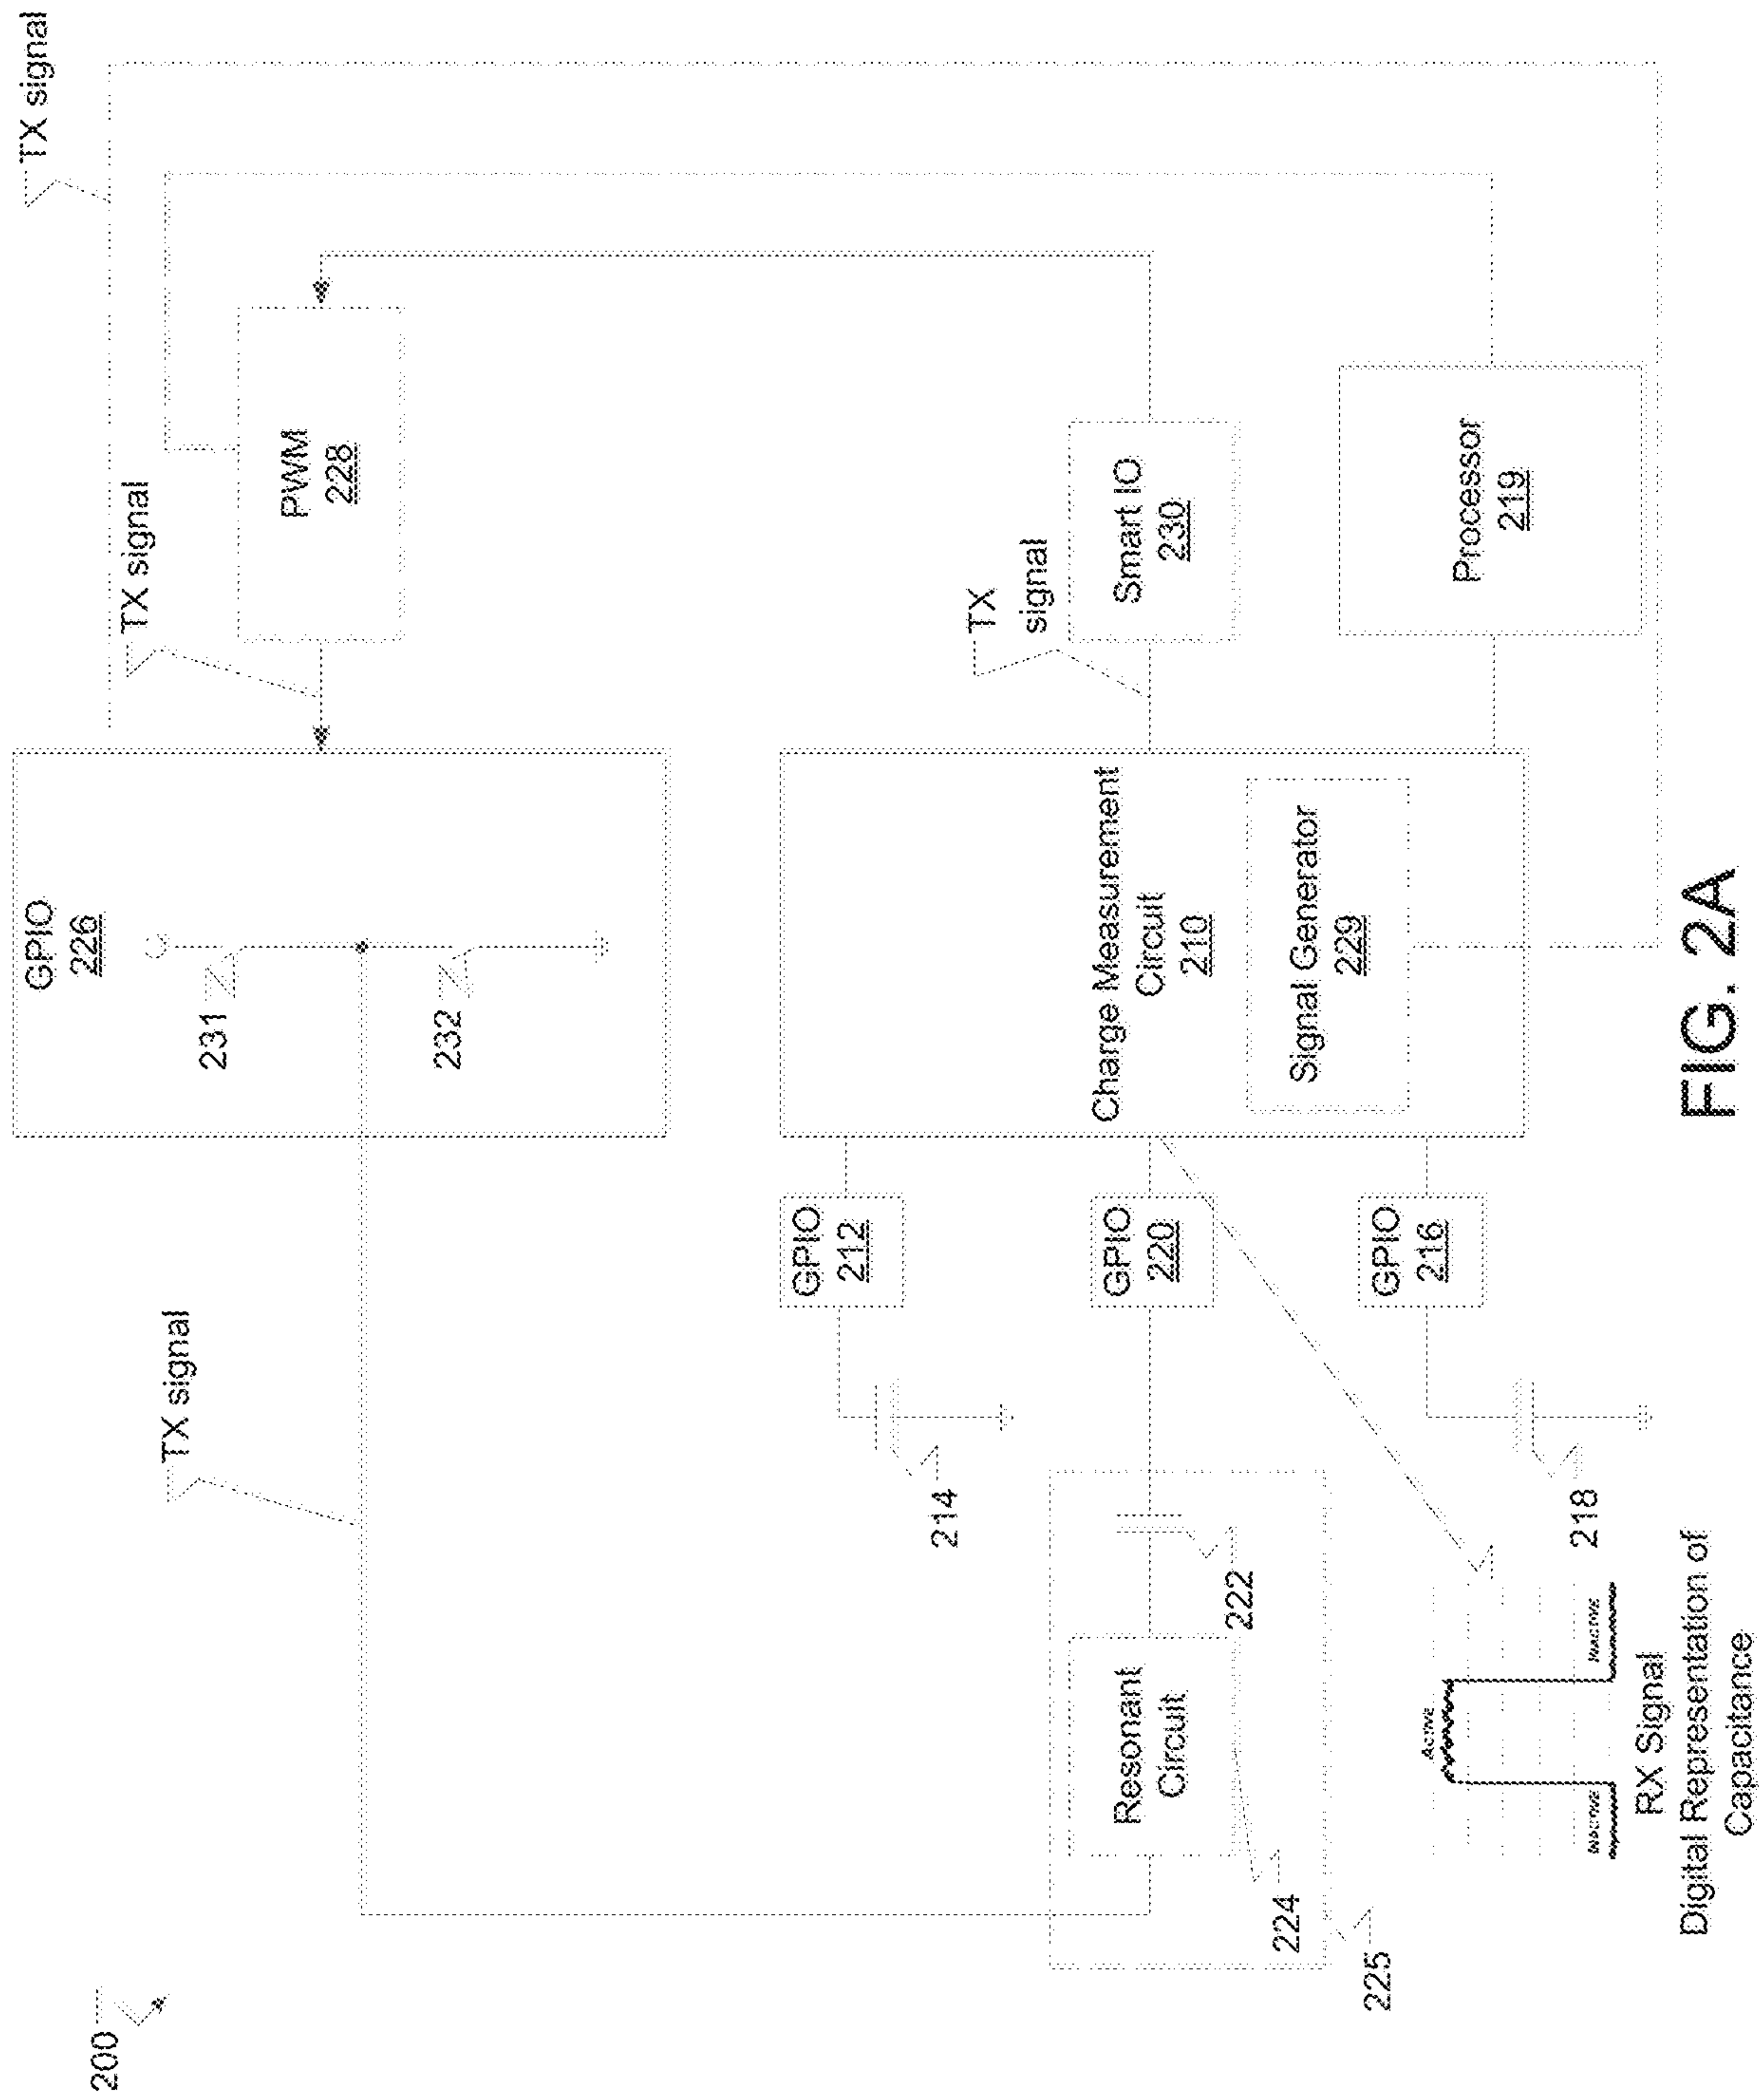 200
TX signal
GPIO
226
231
232
TX signal
PWM
228
TX signal
Resonant
Circuit
222
224
225
214
GPIO
212
GPIO
220
GPIO
216
218
Charge Measurement
Circuit
210
Signal Generator
229
TX
signal
Smart IO
230
Processor
219
INACTIVE
ACTIVE
INACTIVE
RX Signal
Digital Representation of
Capacitance
FIG. 2A